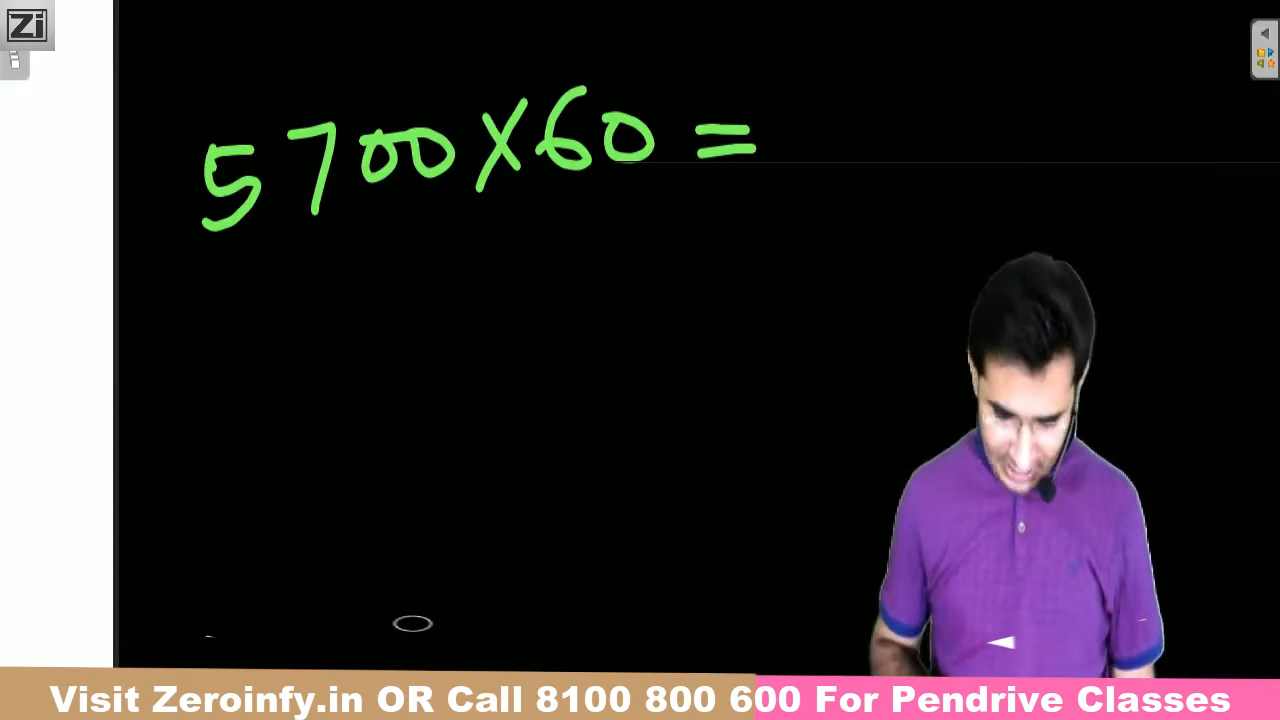 Zi
5700 × 60 =
Visit Zeroinfy.in OR Call 8100 800 600 For Pendrive Classes